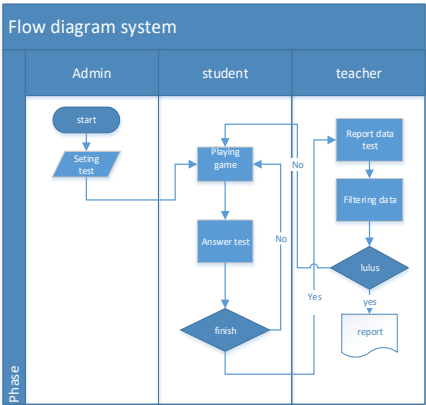 Flow diagram system
Admin
student
teacher
Phase
start
Seting
test
Playing
game
Answer test
finish
No
Yes
Report data
test
Filtering data
lulus
No
yes
report